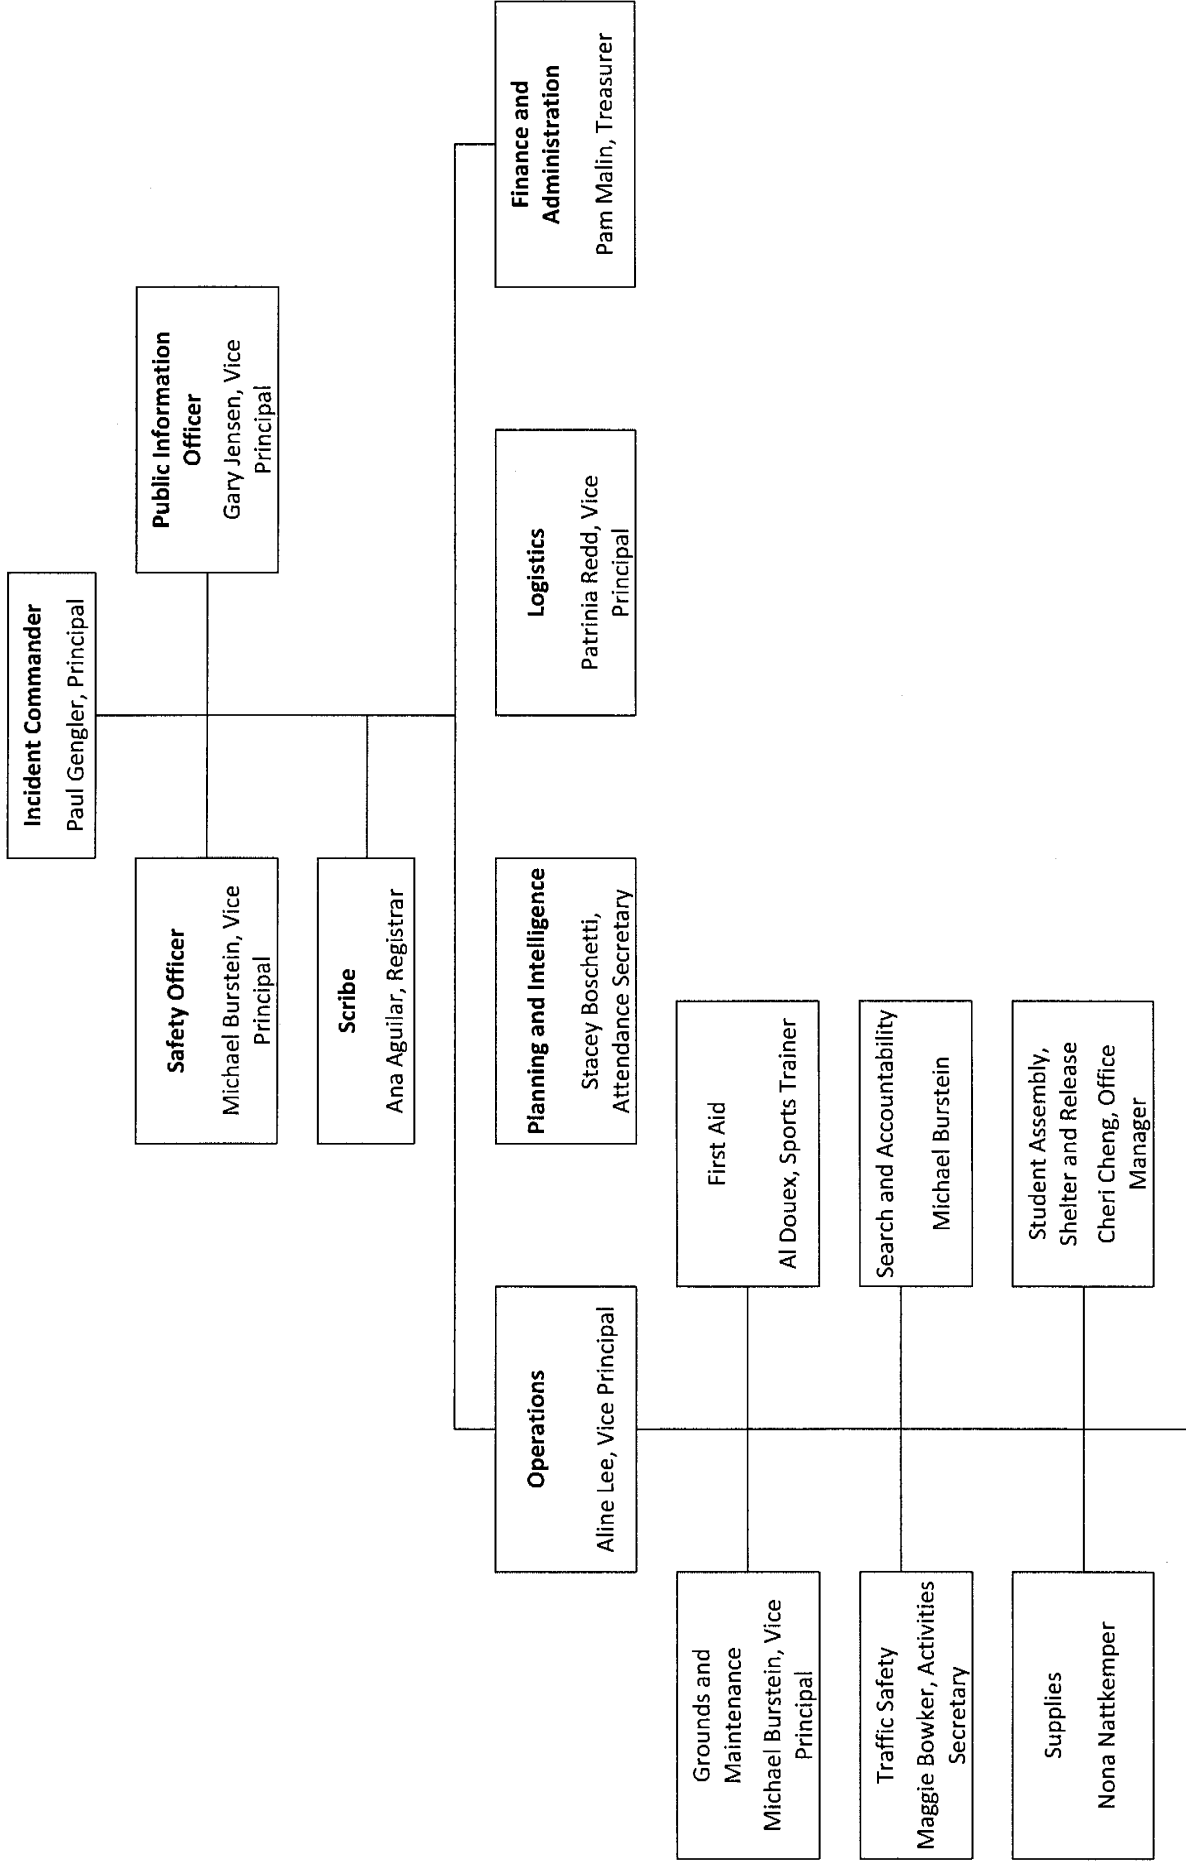 Incident Commander
Paul Gengler, Principal
Safety Officer
Michael Burstein, Vice
Principal
Public Information
Officer
Gary Jensen, Vice
Principal
Scribe
Ana Aguilar, Registrar
Operations
Aline Lee, Vice Principal
Planning and Intelligence
Stacey Boschetti,
Attendance Secretary
Logistics
Patrinia Redd, Vice
Principal
Finance and
Administration
Pam Malin, Treasurer
Grounds and
Maintenance
Michael Burstein, Vice
Principal
First Aid
Al Douex, Sports Trainer
Traffic Safety
Maggie Bowker, Activities
Secretary
Search and Accountability
Michael Burstein
Supplies
Nona Nattkemper
Student Assembly,
Shelter and Release
Cheri Cheng, Office
Manager